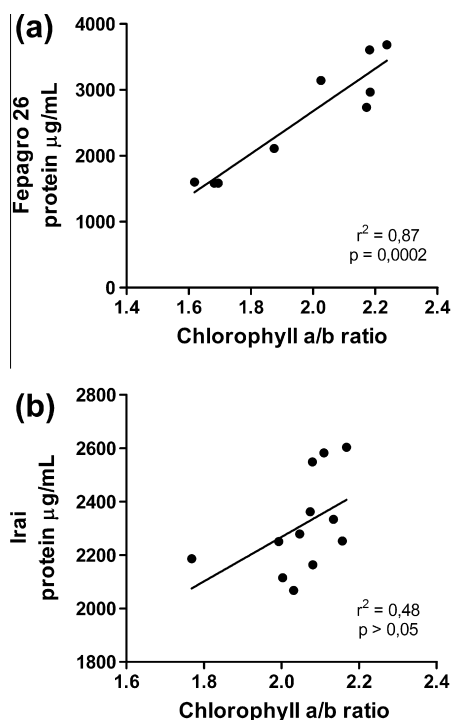 (a)
Fepagro 26
protein µg/mL
4000
3000
2000
1000
0
r² = 0,87
p = 0,0002
1.4 1.6 1.8 2.0 2.2 2.4
Chlorophyll a/b ratio
(b)
Irai
protein µg/mL
2800
2600
2400
2200
2000
1800
r² = 0,48
p > 0,05
1.6 1.8 2.0 2.2 2.4
Chlorophyll a/b ratio